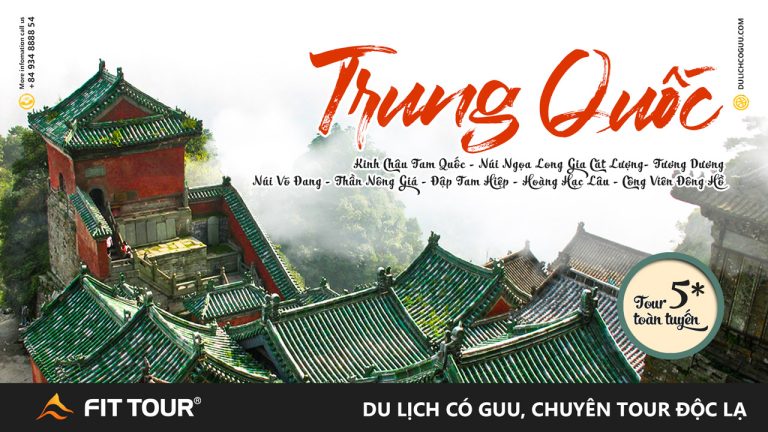 More infomation call us
+ 84 934 8888 54
DULICHCOGUU.COM
Trung Quốc
Kinh Châu Tam Quốc - Núi Ngọa Long Gia Cát Lượng- Tương Dương
Núi Võ Đang - Thần Nông Giá - Đập Tam Hiệp - Hoàng Hạc Lâu - Công Viên Đông Hồ
Tour 5*
toàn tuyến
FIT TOUR®
DU LỊCH CÓ GUU, CHUYÊN TOUR ĐỘC LẠ